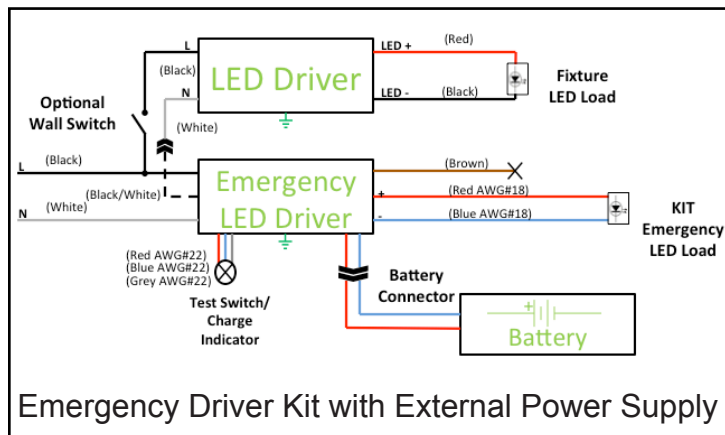 L
LED +
(Red)
(Black)
LED Driver
Fixture
LED Load
N
LED -
(Black)
Optional
Wall Switch
(White)
L
(Black)
(Brown)
(Black/White)
Emergency
LED Driver
+
(Red AWG#18)
N
(White)
-
(Blue AWG#18)
KIT
Emergency
LED Load
(Red AWG#22)
(Blue AWG#22)
(Grey AWG#22)
Battery
Connector
Test Switch/
Charge
Indicator
+
Battery
Emergency Driver Kit with External Power Supply